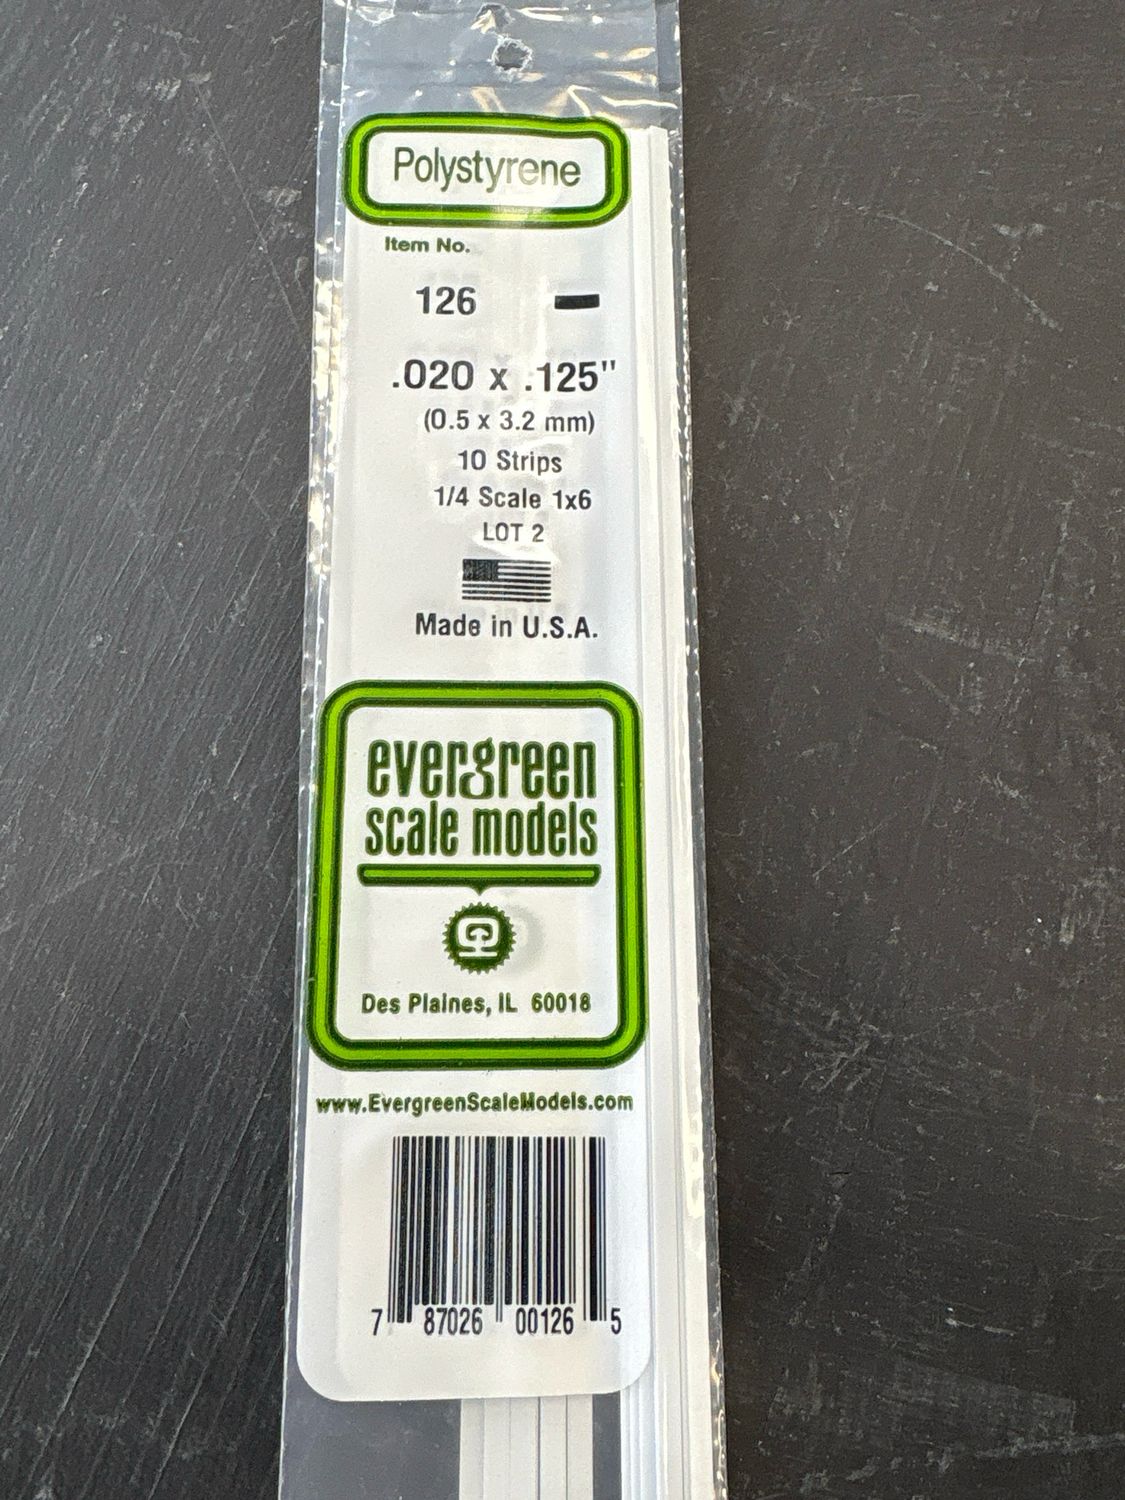 Polystyrene
Item No.
126
.020 x .125"
(0.5 x 3.2 mm)
10 Strips
1/4 Scale 1x6
LOT 2
Made in U.S.A.
evergreen
scale models
Des Plaines, IL 60018
www.EvergreenScaleModels.com
7 87026 00126 5